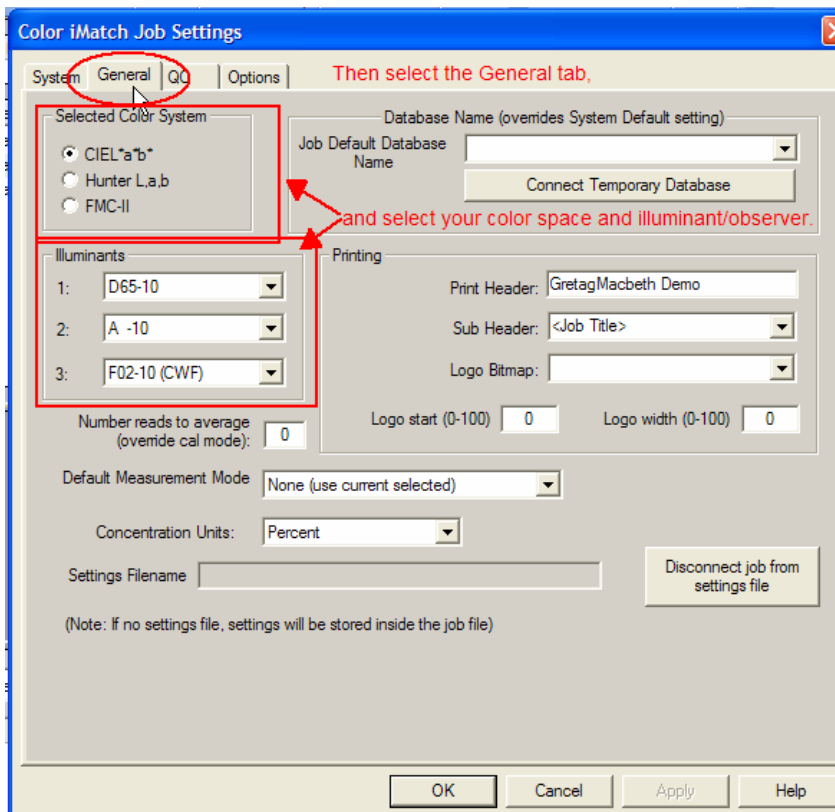 Color iMatch Job Settings
System General QC Options Then select the General tab,
Selected Color System
CIEL*a*b*
Hunter L,a,b
FMC-II
Database Name (overrides System Default setting)
Job Default Database
Name
Connect Temporary Database
and select your color space and illuminant/observer.
Illuminants
1: D65-10
2: A -10
3: F02-10 (CWF)
Printing
Print Header: GretagMacbeth Demo
Sub Header: <Job Title>
Logo Bitmap:
Logo start (0-100) 0 Logo width (0-100) 0
Number reads to average
(override cal mode): 0
Default Measurement Mode None (use current selected)
Concentration Units: Percent
Settings Filename
Disconnect job from
settings file
(Note: If no settings file, settings will be stored inside the job file)
OK Cancel Apply Help